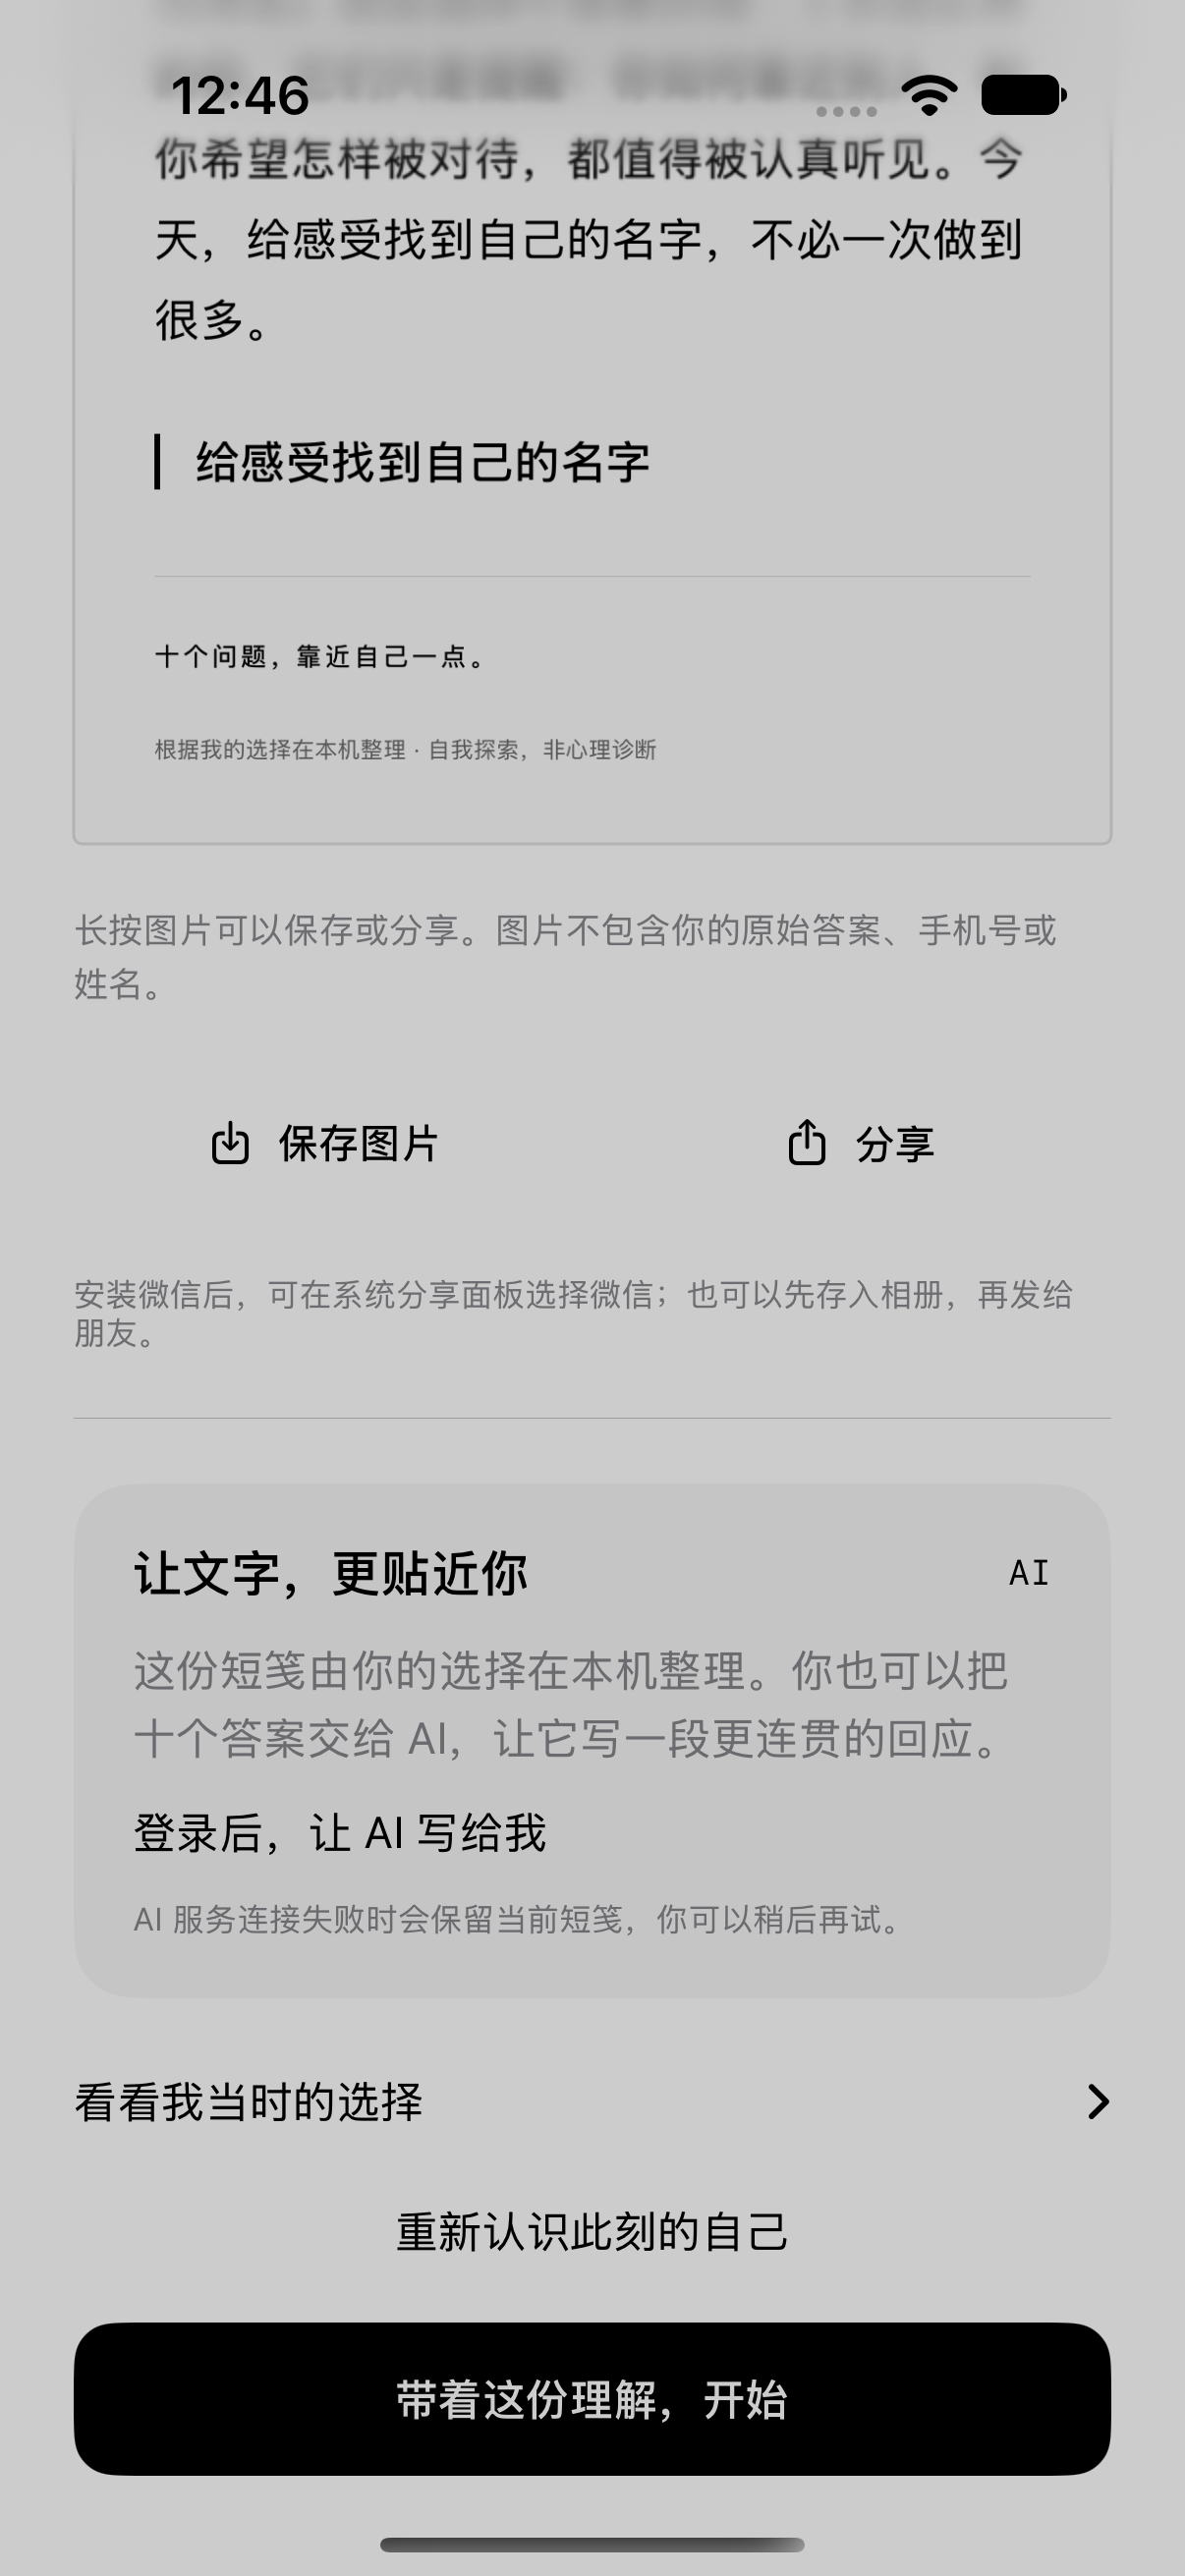 12:46
你希望怎样被对待，都值得被认真听见。今
天，给感受找到自己的名字，不必一次做到
很多。
给感受找到自己的名字
十个问题，靠近自己一点。
根据我的选择在本机整理 · 自我探索，非心理诊断
长按图片可以保存或分享。图片不包含你的原始答案、手机号或
姓名。
保存图片
分享
安装微信后，可在系统分享面板选择微信；也可以先存入相册，再发给
朋友。
让文字，更贴近你
AI
这份短笺由你的选择在本机整理。你也可以把
十个答案交给 AI，让它写一段更连贯的回应。
登录后，让 AI 写给我
AI 服务连接失败时会保留当前短笺，你可以稍后再试。
看看我当时的选择
重新认识此刻的自己
带着这份理解，开始